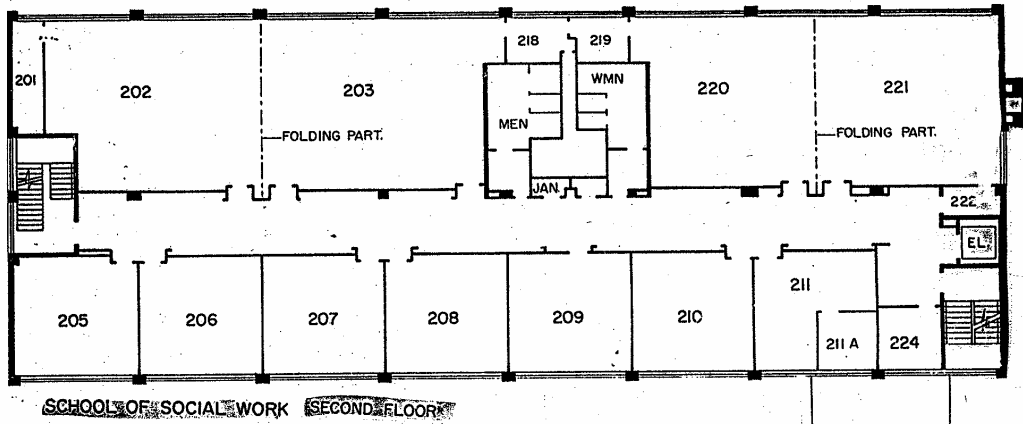 218
219
201
202
203
WMN
220
221
MEN
FOLDING PART.
FOLDING PART.
JAN.
222
EL.
205
206
207
208
209
210
211
211 A
224
SCHOOL OF SOCIAL WORK SECOND FLOOR